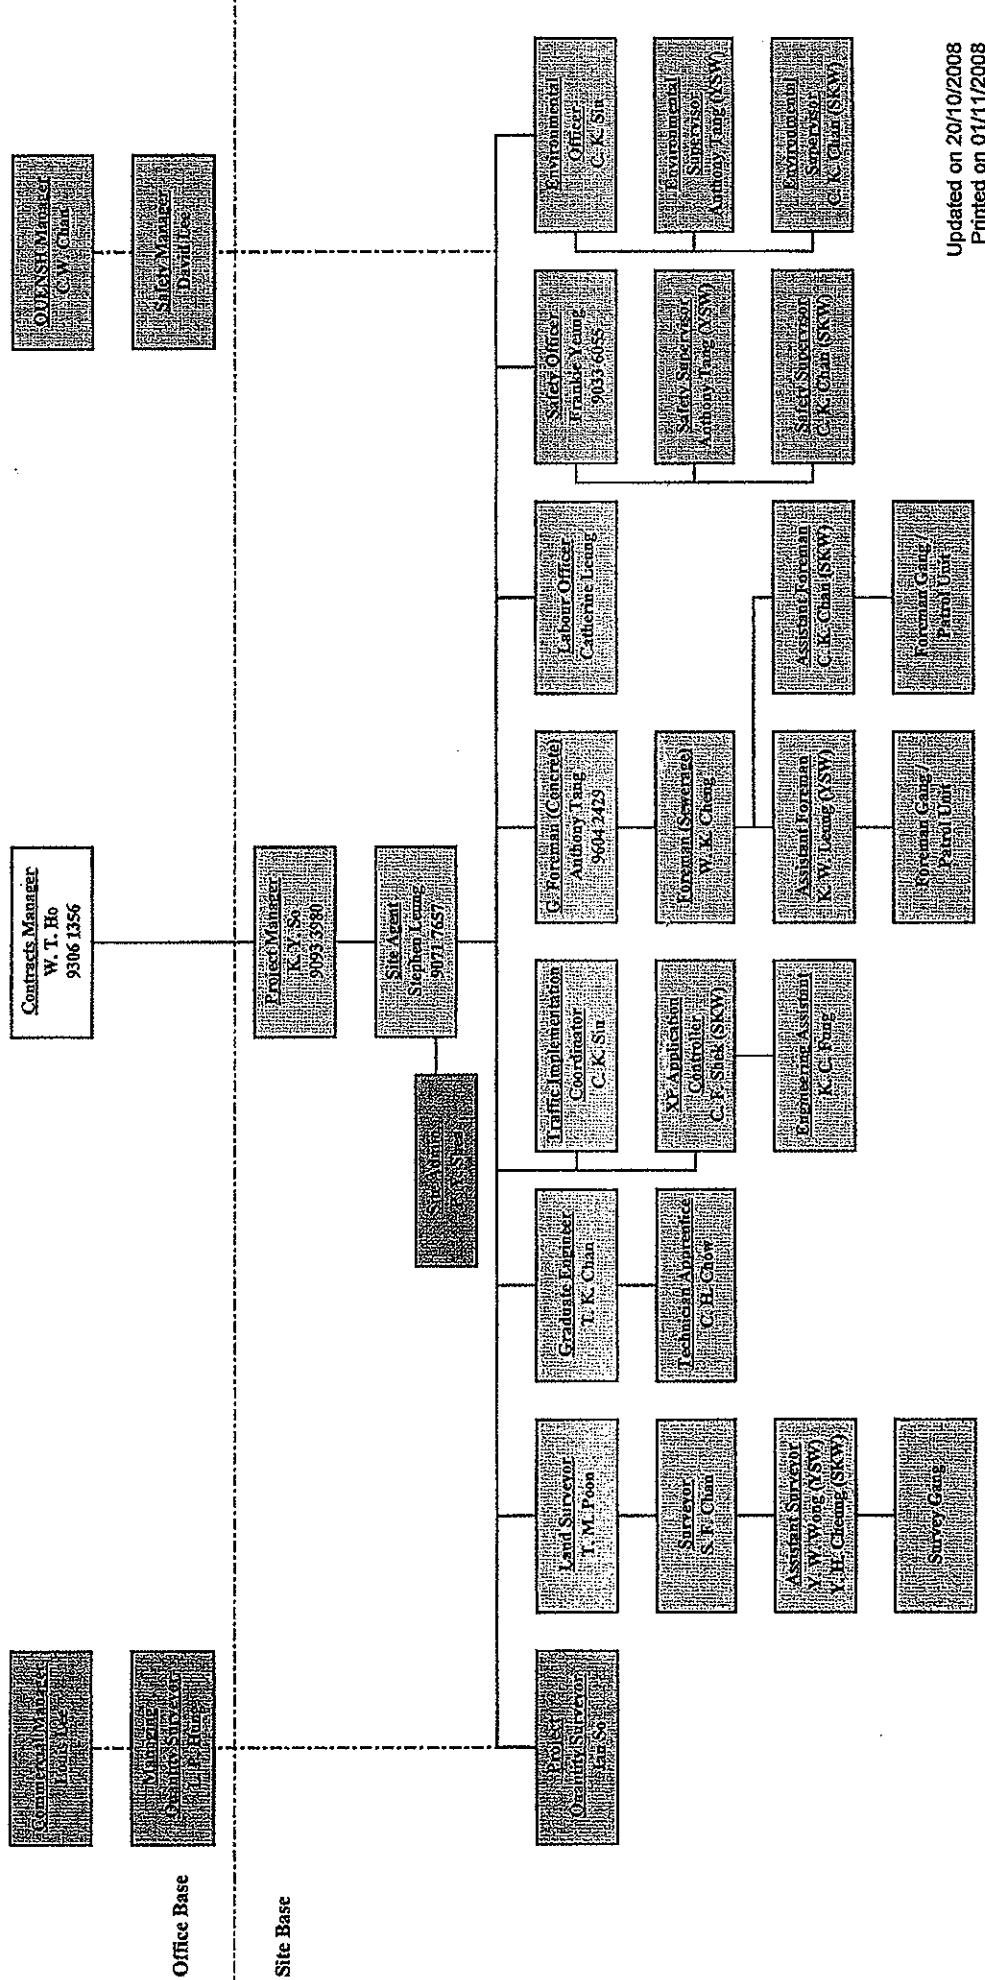 Contracts Manager
W. T. Ho
9306 1356
Commercial Manager
Louis Lee
Managing
Quantity Surveyor
QUENSH Manager
C.W. Chan
Safety Manager
David Lee
Office Base
Site Base
Project Manager
K. Y. So
9093 3980
Site Agent
Stephen Leung
9071 7657
Site Admin
Project
Quantity Surveyor
Land Surveyor
T. M. Poon
Surveyor
S. F. Chan
Assistant Surveyor
Y. W. Wong (YSW)
Y. H. Cheung (SKW)
Survey Gang
Graduate Engineer
T. K. Chan
Technician Apprentice
C. H. Chow
Traffic Implementation
Coordinator
C. K. Siu
XP Application
Controller
C. F. Shek (SKW)
Engineering Assistant
K. C. Fung
G. Foreman (Concrete)
Anthony Tang
9604 2429
Foreman (Sewerage)
W. K. Cheng
Assistant Foreman
K. W. Leung (YSW)
Foreman Gang /
Patrol Unit
Assistant Foreman
C. K. Chan (SKW)
Foreman Gang /
Patrol Unit
Labour Officer
Catherine Leung
Safety Officer
Frankie Yeung
9033 6055
Safety Supervisor
Anthony Tang (YSW)
Safety Supervisor
C. K. Chan (SKW)
Environmental
Officer
C. K. Siu
Environmental
Supervisor
Anthony Tang (YSW)
Environmental
Supervisor
C. K. Chan (SKW)
Updated on 20/10/2008
Printed on 01/11/2008